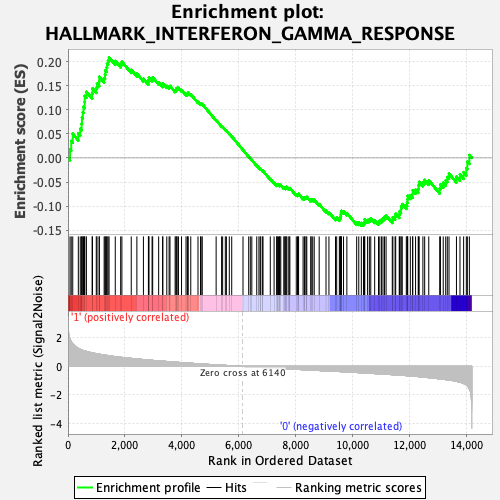 Enrichment plot:
HALLMARK_INTERFERON_GAMMA_RESPONSE
Enrichment score (ES)
0.20
0.15
0.10
0.05
0.00
-0.05
-0.10
-0.15
'1' (positively correlated)
Ranked list metric (Signal2Noise)
2
0
-2
-4
Zero cross at 6140
'0' (negatively correlated)
0
2,000
4,000
6,000
8,000
10,000
12,000
14,000
Rank in Ordered Dataset
Enrichment profile
Hits
Ranking metric scores